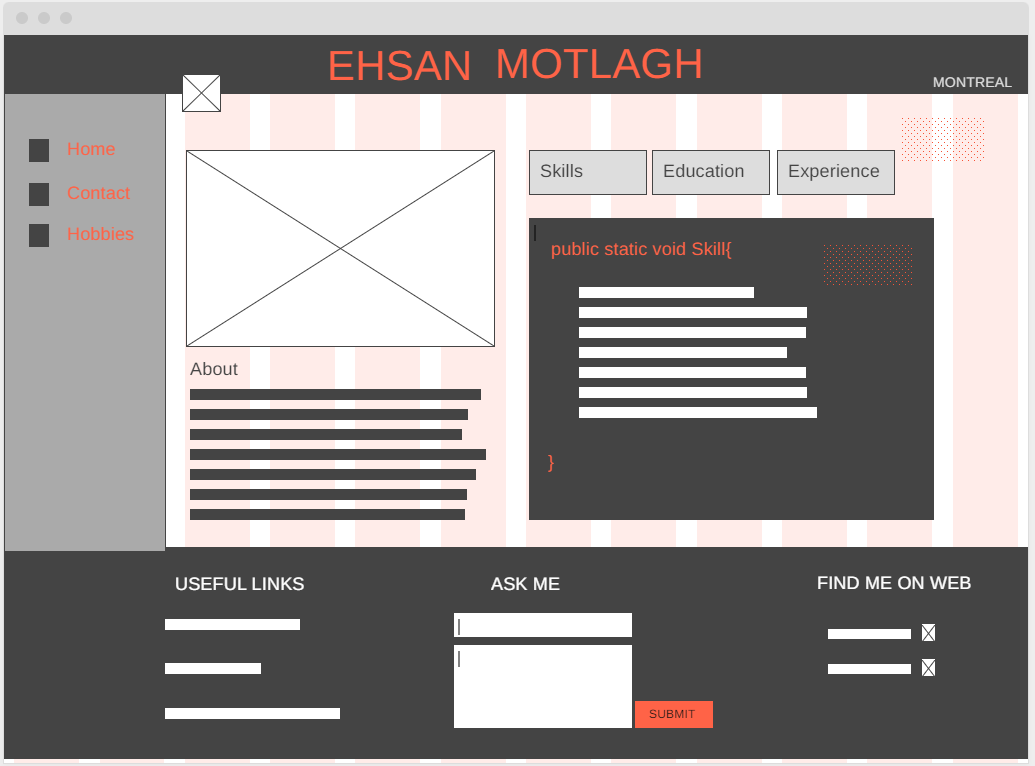 EHSAN MOTLAGH
MONTREAL
Home
Contact
Hobbies
Skills
Education
Experience
public static void Skill{
}
About
USEFUL LINKS
ASK ME
SUBMIT
FIND ME ON WEB